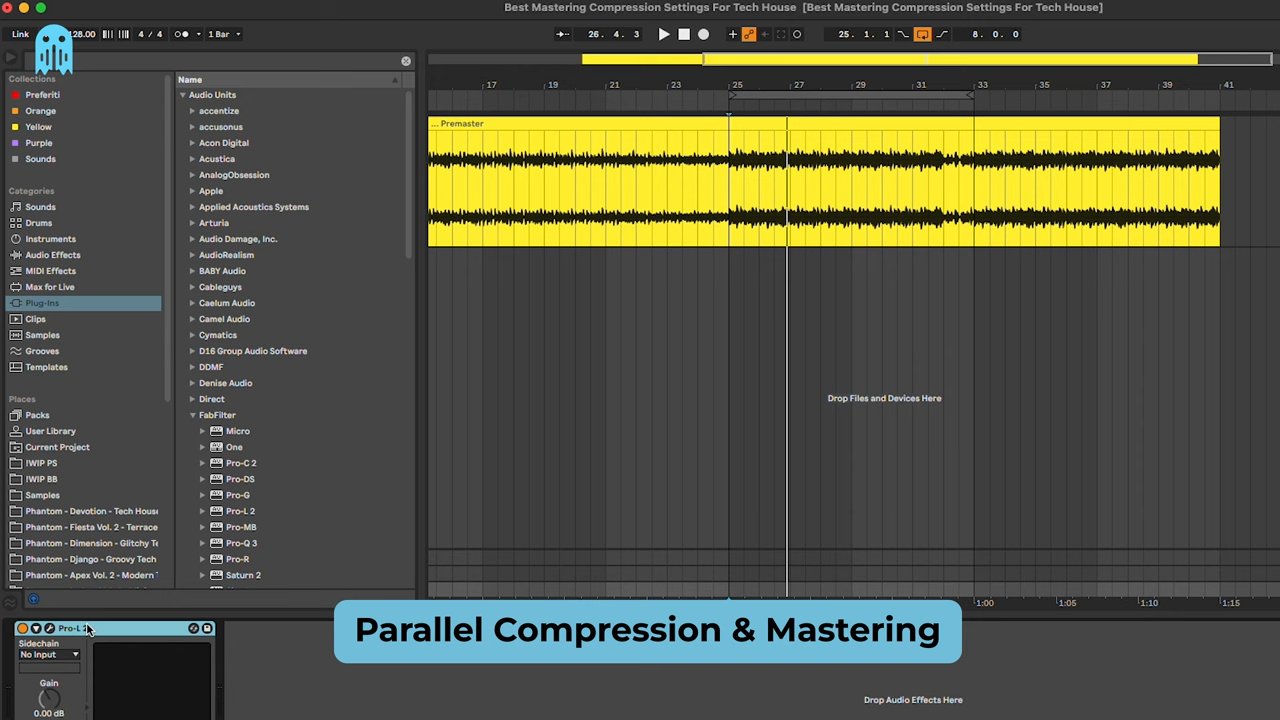 Best Mastering Compression Settings For Tech House [Best Mastering Compression Settings For Tech House]
Link 128.00 4 / 4 1 Bar 26. 4. 3 25. 1. 1 8. 0. 0
17 19 21 23 25 27 29 31 33 35 37 39 41
Collections
Preferiti
Orange
Yellow
Purple
Sounds
Categories
Sounds
Drums
Instruments
Audio Effects
MIDI Effects
Max for Live
Plug-Ins
Clips
Samples
Grooves
Templates
Places
Packs
User Library
Current Project
!WIP PS
!WIP BB
Samples
Phantom - Devotion - Tech House
Phantom - Fiesta Vol. 2 - Terrace
Phantom - Dimension - Glitchy Te
Phantom - Django - Groovy Tech
Phantom - Apex Vol. 2 - Modern
Name
Audio Units
accentize
accusonus
Acon Digital
Acustica
AnalogObsession
Apple
Applied Acoustics Systems
Arturia
Audio Damage, Inc.
AudioRealism
BABY Audio
Cableguys
Caelum Audio
Camel Audio
Cymatics
D16 Group Audio Software
DDMF
Denise Audio
Direct
FabFilter
Micro
One
Pro-C 2
Pro-DS
Pro-G
Pro-L 2
Pro-MB
Pro-Q 3
Pro-R
Saturn 2
... Premaster
Drop Files and Devices Here
1:00 1:05 1:10 1:15
Parallel Compression & Mastering
Pro-L 2
Sidechain
No Input
Gain
0.00 dB
Drop Audio Effects Here